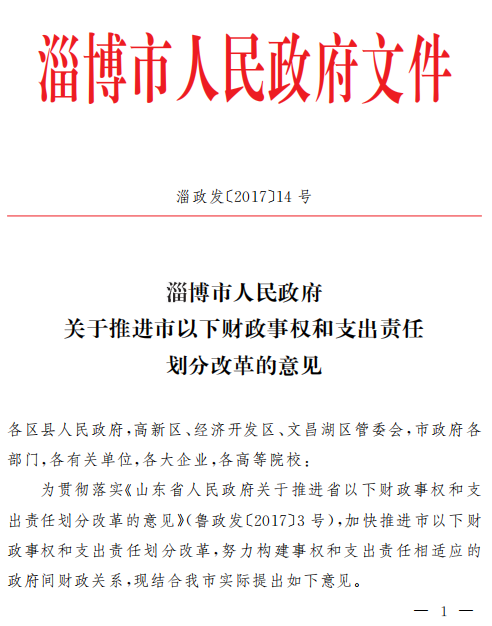 淄博市人民政府文件
淄政发〔2017〕14号
淄博市人民政府
关于推进市以下财政事权和支出责任
划分改革的意见
各区县人民政府,高新区、经济开发区、文昌湖区管委会,市政府各
部门,各有关单位,各大企业,各高等院校:
为贯彻落实《山东省人民政府关于推进省以下财政事权和支
出责任划分改革的意见》(鲁政发〔2017〕3号),加快推进市以下财
政事权和支出责任划分改革,努力构建事权和支出责任相适应的
政府间财政关系,现结合我市实际提出如下意见。
— 1